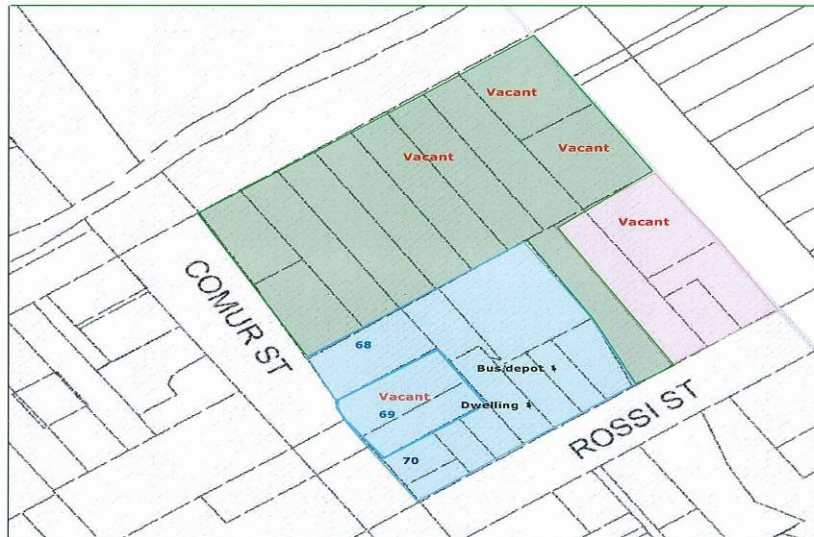 Vacant
Vacant
Vacant
Vacant
COMUR ST
68
Bus depot
Vacant
69
Dwelling
ROSSI ST
70